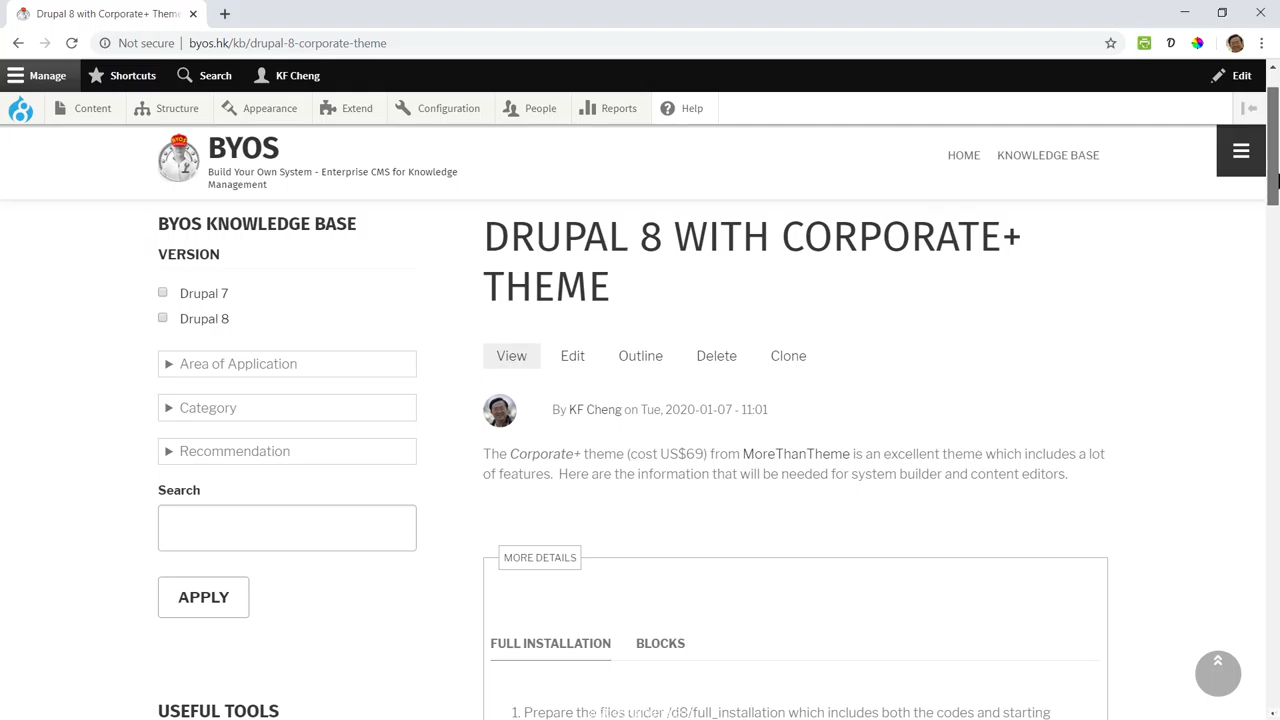 Drupal 8 with Corporate+ Theme
Not secure
byos.hk/kb/drupal-8-corporate-theme
Manage
Shortcuts
Search
KF Cheng
Edit
Content
Structure
Appearance
Extend
Configuration
People
Reports
Help
BYOS
Build Your Own System - Enterprise CMS for Knowledge
Management
HOME
KNOWLEDGE BASE
BYOS KNOWLEDGE BASE
VERSION
Drupal 7
Drupal 8
Area of Application
Category
Recommendation
Search
APPLY
USEFUL TOOLS
DRUPAL 8 WITH CORPORATE+
THEME
View
Edit
Outline
Delete
Clone
By KF Cheng on Tue, 2020-01-07 - 11:01
The Corporate+ theme (cost US$69) from MoreThanTheme is an excellent theme which includes a lot
of features. Here are the information that will be needed for system builder and content editors.
MORE DETAILS
FULL INSTALLATION
BLOCKS
1. Prepare the files under /d8/full_installation which includes both the codes and starting